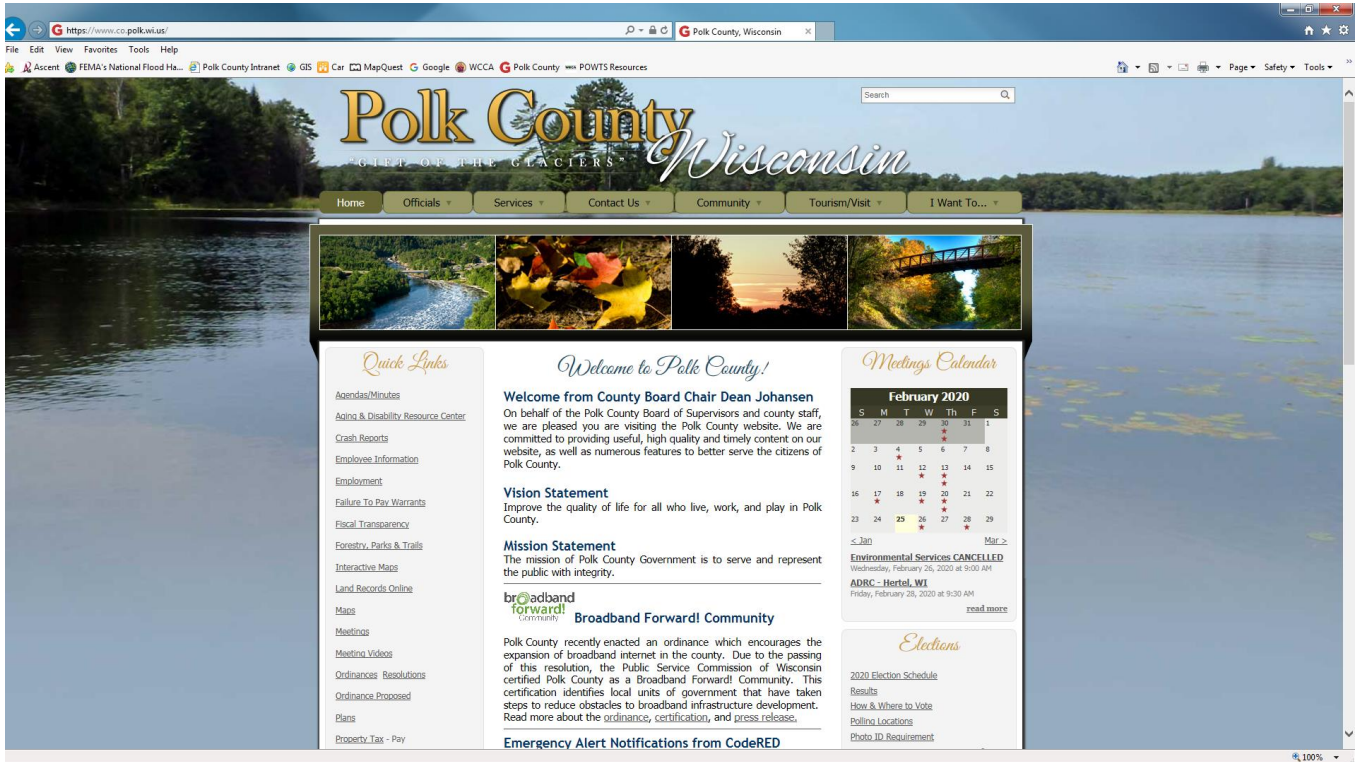 https://www.co.polk.wi.us/
Polk County, Wisconsin
File Edit View Favorites Tools Help
Ascent FEMA's National Flood Ha... Polk County Intranet GIS Car MapQuest Google WCCA Polk County POWTS Resources
Page Safety Tools
Polk County
"GIFT OF THE GLACIERS"
Wisconsin
Search
Home Officials Services Contact Us Community Tourism/Visit I Want To...
Quick Links
Agendas/Minutes
Aging & Disability Resource Center
Crash Reports
Employee Information
Employment
Failure To Pay Warrants
Fiscal Transparency
Forestry, Parks & Trails
Interactive Maps
Land Records Online
Maps
Meetings
Meeting Videos
Ordinances Resolutions
Ordinance Proposed
Plans
Property Tax - Pay
Welcome to Polk County!
Welcome from County Board Chair Dean Johansen
On behalf of the Polk County Board of Supervisors and county staff,
we are pleased you are visiting the Polk County website. We are
committed to providing useful, high quality and timely content on our
website, as well as numerous features to better serve the citizens of
Polk County.
Vision Statement
Improve the quality of life for all who live, work, and play in Polk
County.
Mission Statement
The mission of Polk County Government is to serve and represent
the public with integrity.
broadband
forward!
Community
Broadband Forward! Community
Polk County recently enacted an ordinance which encourages the
expansion of broadband internet in the county. Due to the passing
of this resolution, the Public Service Commission of Wisconsin
certified Polk County as a Broadband Forward! Community. This
certification identifies local units of government that have taken
steps to reduce obstacles to broadband infrastructure development.
Read more about the ordinance, certification, and press release.
Emergency Alert Notifications from CodeRED
Meetings Calendar
February 2020
S M T W Th F S
26 27 28 29 30 31 1
2 3 4 5 6 7 8
9 10 11 12 13 14 15
16 17 18 19 20 21 22
23 24 25 26 27 28 29
< Jan Mar >
Environmental Services CANCELLED
Wednesday, February 26, 2020 at 9:00 AM
ADRC - Hertel, WI
Friday, February 28, 2020 at 9:30 AM
read more
Elections
2020 Election Schedule
Results
How & Where to Vote
Polling Locations
Photo ID Requirement
100%